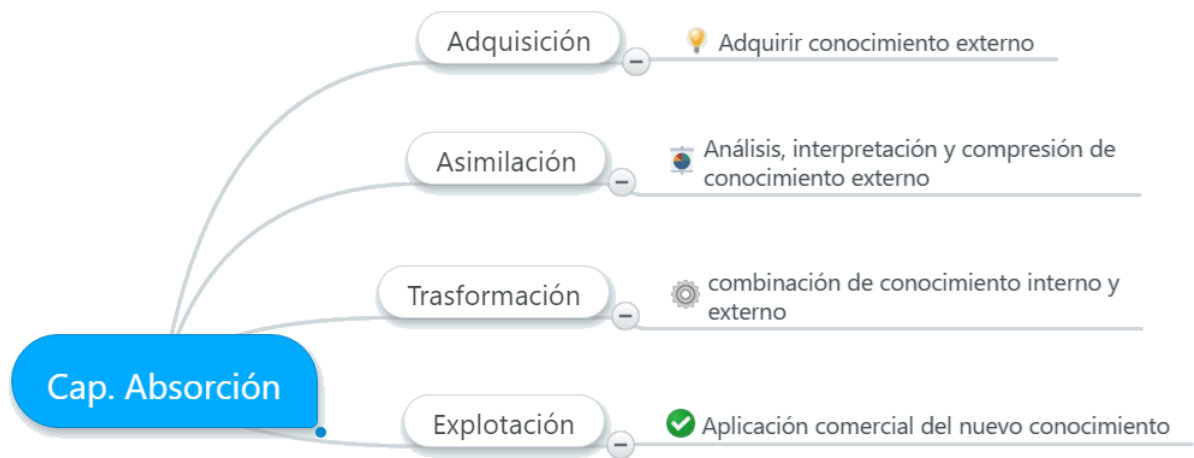 Adquisición
Adquirir conocimiento externo
Asimilación
Análisis, interpretación y compresión de
conocimiento externo
Trasformación
combinación de conocimiento interno y
externo
Cap. Absorción
Explotación
Aplicación comercial del nuevo conocimiento